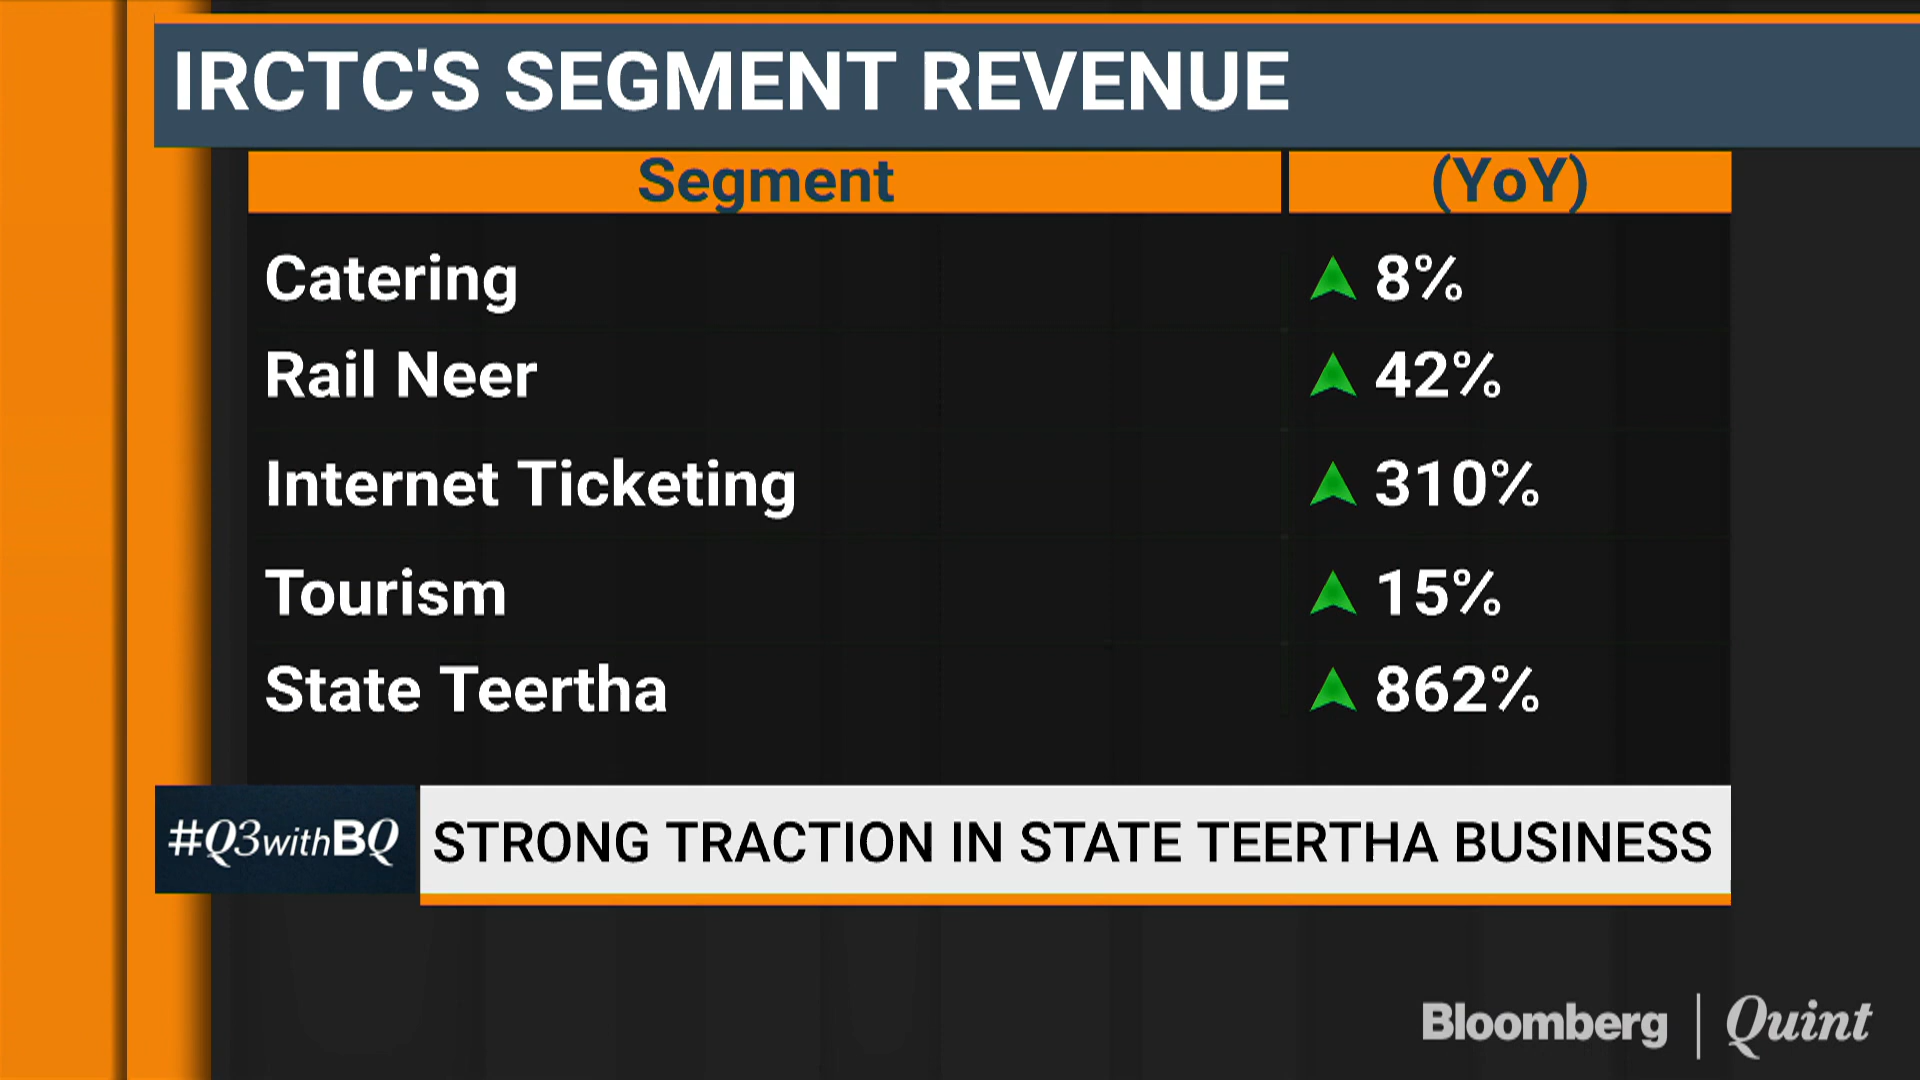 IRCTC'S SEGMENT REVENUE
Segment (YoY)
Catering 8%
Rail Neer 42%
Internet Ticketing 310%
Tourism 15%
State Teertha 862%
#Q3withBQ STRONG TRACTION IN STATE TEERTHA BUSINESS
Bloomberg | Quint